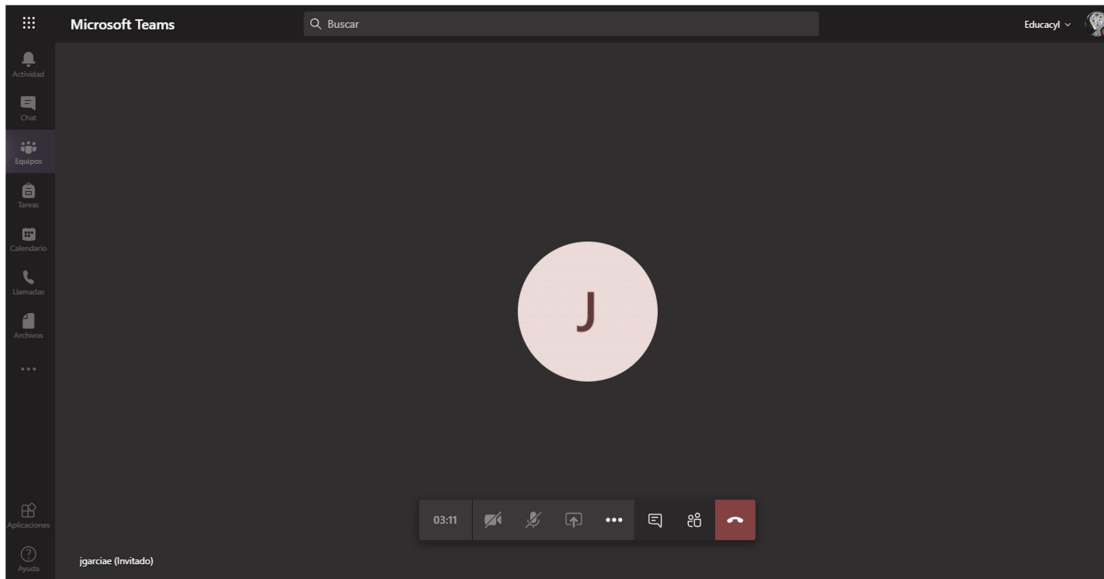 Microsoft Teams
Buscar
Educacyl
Actividad
Chat
Equipos
Tareas
Calendario
Llamadas
Archivos
J
03:11
Aplicaciones
jgarciae (Invitado)
Ayuda